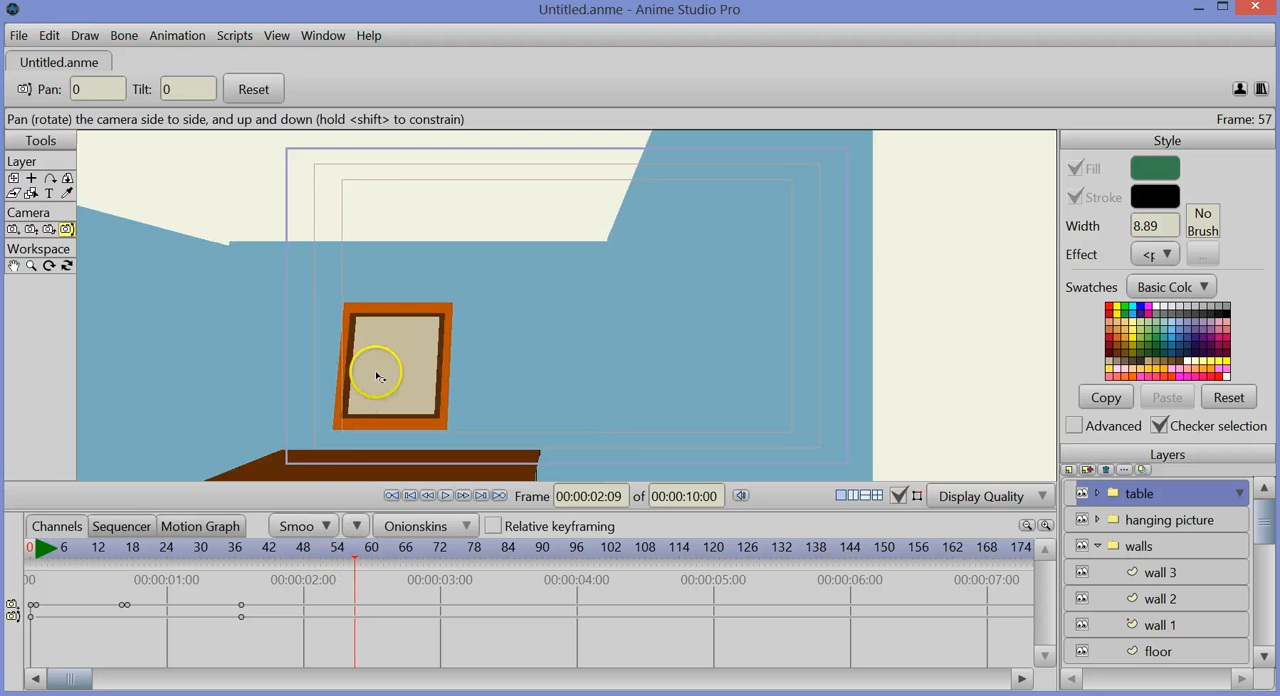 Untitled.anme - Anime Studio Pro
File Edit Draw Bone Animation Scripts View Window Help
Untitled.anme
Pan: 0 Tilt: 0 Reset
Pan (rotate) the camera side to side, and up and down (hold <shift> to constrain) Frame: 57
Tools
Layer
T
Camera
Workspace
Style
Fill
Stroke
Width 8.89 No Brush
Effect <p ...
Swatches Basic Colc
Copy Paste Reset
Advanced Checker selection
Layers
table
hanging picture
walls
wall 3
wall 2
wall 1
floor
Frame 00:00:02:09 of 00:00:10:00 Display Quality
Channels Sequencer Motion Graph Smoo Onionskins Relative keyframing
0 6 12 18 24 30 36 42 48 54 60 66 72 78 84 90 96 102 108 114 120 126 132 138 144 150 156 162 168 174
00 00:00:01:00 00:00:02:00 00:00:03:00 00:00:04:00 00:00:05:00 00:00:06:00 00:00:07:00